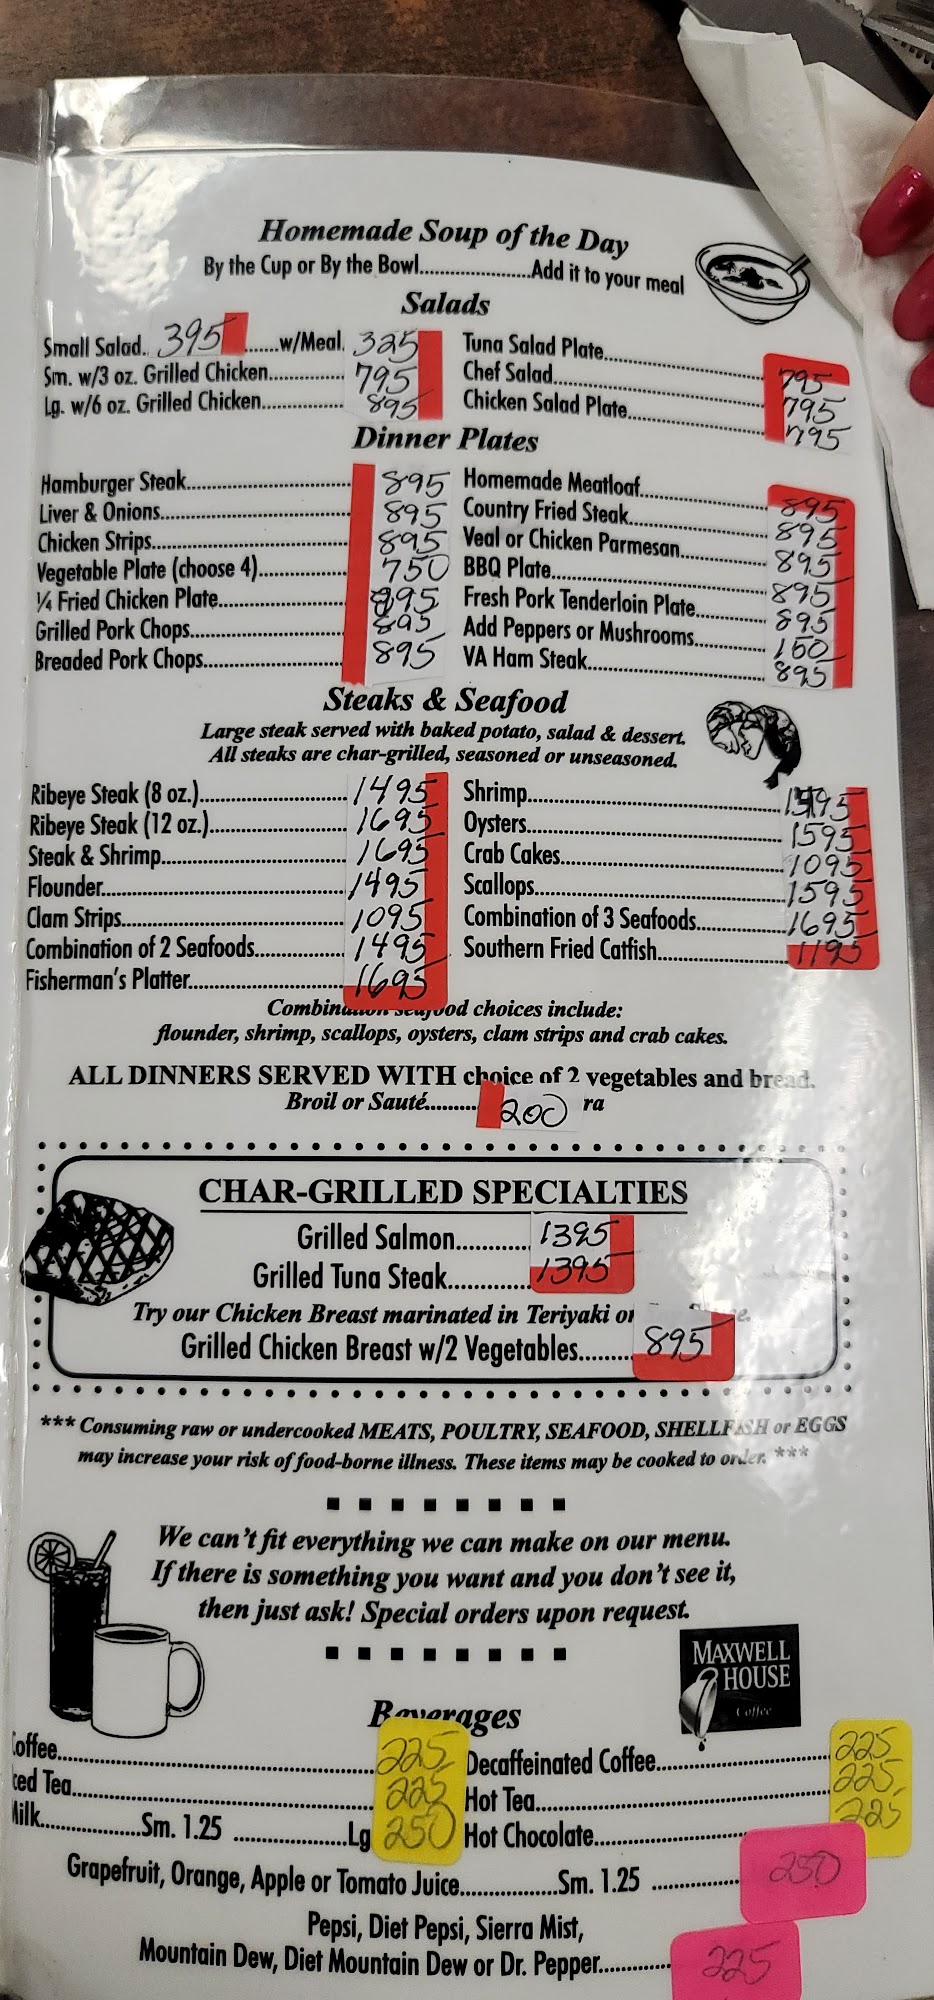 Homemade Soup of the Day
By the Cup or By the Bowl....................Add it to your meal
Salads
Small Salad. 395 ......w/Meal. 325
Sm. w/3 oz. Grilled Chicken............. 795
Lg. w/6 oz. Grilled Chicken.............. 895
Tuna Salad Plate........................ 795
Chef Salad........................ 795
Chicken Salad Plate........................ 795
Dinner Plates
Hamburger Steak........................ 895
Liver & Onions........................ 895
Chicken Strips........................ 895
Vegetable Plate (choose 4)............... 750
¼ Fried Chicken Plate.................... 895
Grilled Pork Chops........................ 895
Breaded Pork Chops..................... 895
Homemade Meatloaf..................... 895
Country Fried Steak..................... 895
Veal or Chicken Parmesan............... 895
BBQ Plate........................ 895
Fresh Pork Tenderloin Plate............. 895
Add Peppers or Mushrooms............. 150
VA Ham Steak........................ 895
Steaks & Seafood
Large steak served with baked potato, salad & dessert.
All steaks are char-grilled, seasoned or unseasoned.
Ribeye Steak (8 oz.)........................ 1495
Ribeye Steak (12 oz.)....................... 1695
Steak & Shrimp........................ 1695
Flounder........................ 1495
Clam Strips........................ 1095
Combination of 2 Seafoods.............. 1495
Fisherman's Platter........................ 1695
Shrimp........................
Oysters........................ 1595
Crab Cakes........................ 1095
Scallops........................ 1595
Combination of 3 Seafoods.............. 1695
Southern Fried Catfish.................... 1195
Combination seafood choices include:
flounder, shrimp, scallops, oysters, clam strips and crab cakes.
ALL DINNERS SERVED WITH choice of 2 vegetables and bread.
Broil or Sauté......... 200 ra
CHAR-GRILLED SPECIALTIES
Grilled Salmon............ 1395
Grilled Tuna Steak............ 1395
Try our Chicken Breast marinated in Teriyaki or
Grilled Chicken Breast w/2 Vegetables........ 895
*** Consuming raw or undercooked MEATS, POULTRY, SEAFOOD, SHELLFISH or EGGS
may increase your risk of food-borne illness. These items may be cooked to order. ***
We can't fit everything we can make on our menu.
If there is something you want and you don't see it,
then just ask! Special orders upon request.
MAXWELL
HOUSE
Coffee
Beverages
Coffee........................ 225
Iced Tea........................ 225
Milk...............Sm. 1.25 ................Lg 250
Decaffeinated Coffee..................... 225
Hot Tea........................ 225
Hot Chocolate........................ 225
Grapefruit, Orange, Apple or Tomato Juice..............Sm. 1.25 ............. 250
Pepsi, Diet Pepsi, Sierra Mist,
Mountain Dew, Diet Mountain Dew or Dr. Pepper........... 225